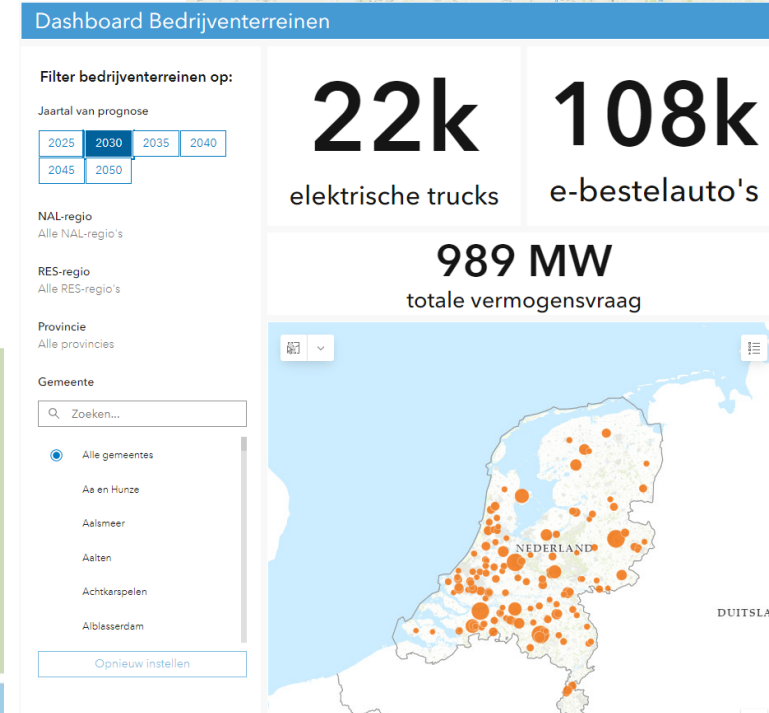 Dashboard Bedrijventerreinen
Filter bedrijventerreinen op:
Jaartal van prognose
2025 2030 2035 2040
2045 2050
NAL-regio
Alle NAL-regio's
RES-regio
Alle RES-regio's
Provincie
Alle provincies
Gemeente
Zoeken...
Alle gemeentes
Aa en Hunze
Aalsmeer
Aalten
Achtkarspelen
Alblasserdam
Opnieuw instellen
22k
elektrische trucks
108k
e-bestelauto's
989 MW
totale vermogensvraag
NEDERLAND
DUITSLA